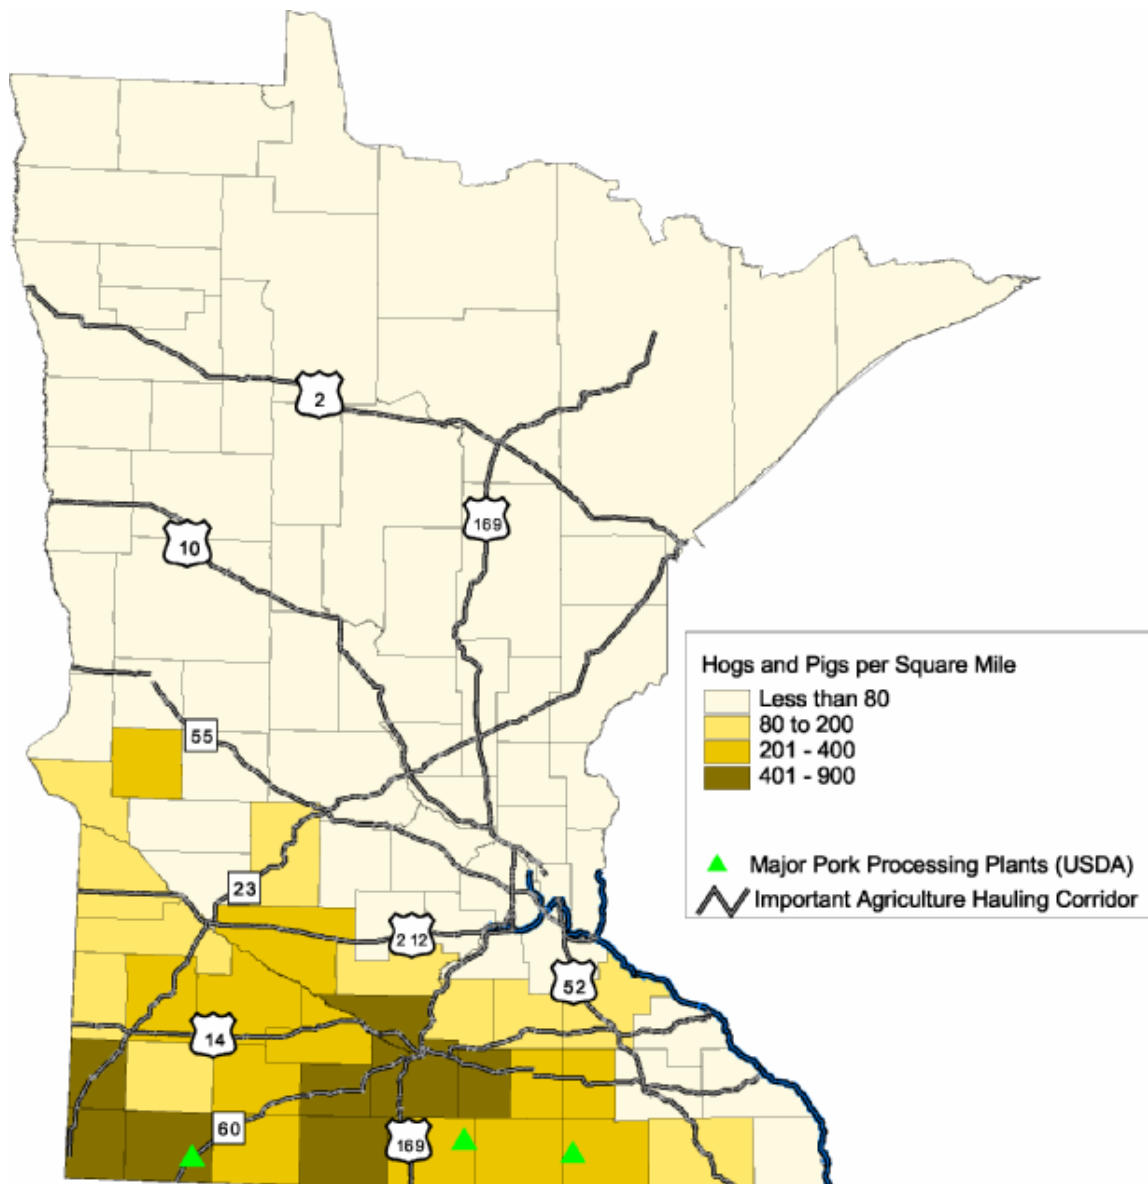 2
169
10
Hogs and Pigs per Square Mile
Less than 80
80 to 200
201 - 400
401 - 900
55
Major Pork Processing Plants (USDA)
23
Important Agriculture Hauling Corridor
2 12
52
14
60
169